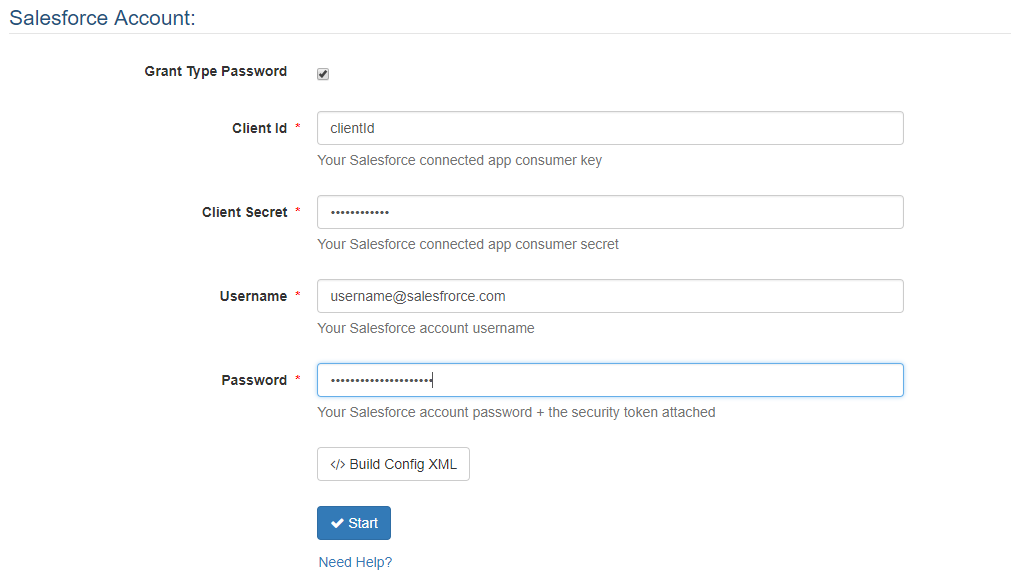 Salesforce Account:
Grant Type Password
Client Id *
clientId
Your Salesforce connected app consumer key
Client Secret *
••••••••••••
Your Salesforce connected app consumer secret
Username *
username@salesfrorce.com
Your Salesforce account username
Password *
•••••••••••••••••••••
Your Salesforce account password + the security token attached
</> Build Config XML
Start
Need Help?